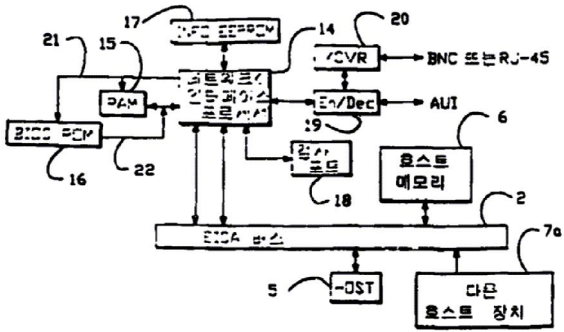 17
INFO EEPROM
14
20
XCVR
BNC 또는 RJ-45
21
15
RAM
네트워크
인터페이스
프로세서
En/Dec
AUI
19
BIOS ROM
16
22
18
6
호스트
메모리
2
EISA 버스
7a
5
HOST
다른
호스트 장치